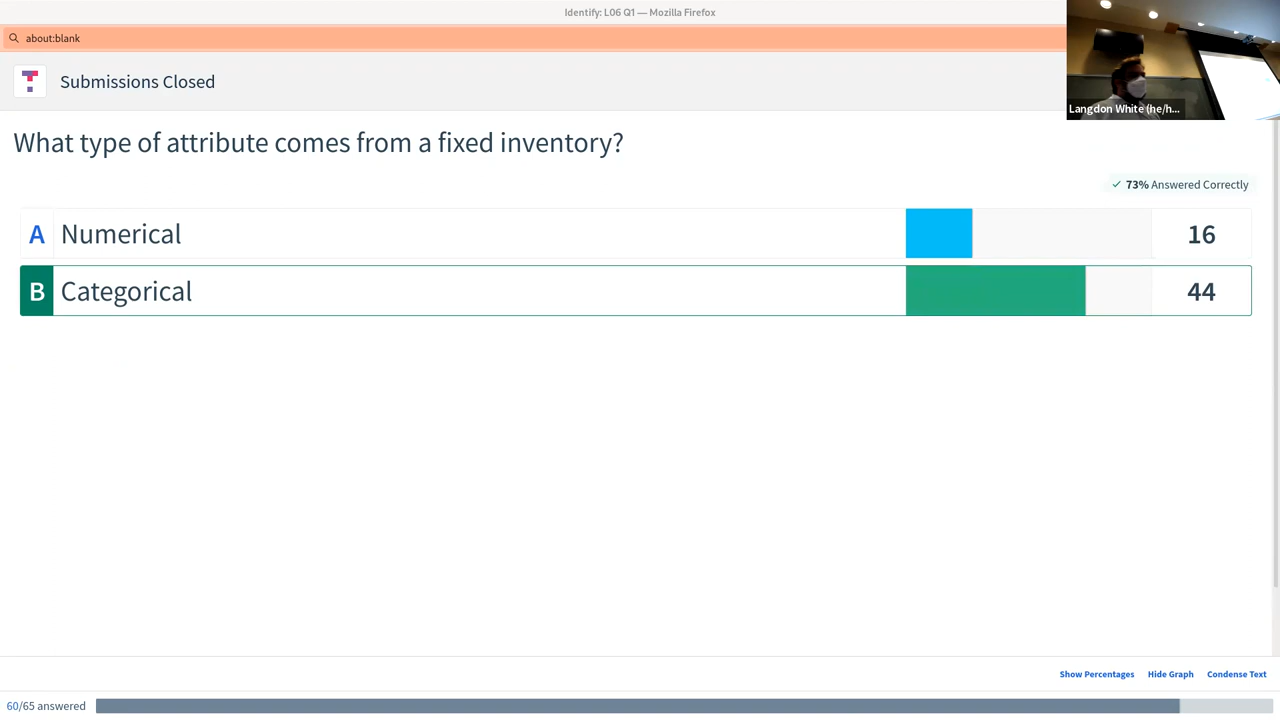 Identify: L06 Q1 — Mozilla Firefox
about:blank
Submissions Closed
Langdon White (he/h...
What type of attribute comes from a fixed inventory?
✓ 73% Answered Correctly
A Numerical 16
B Categorical 44
Show Percentages Hide Graph Condense Text
60/65 answered